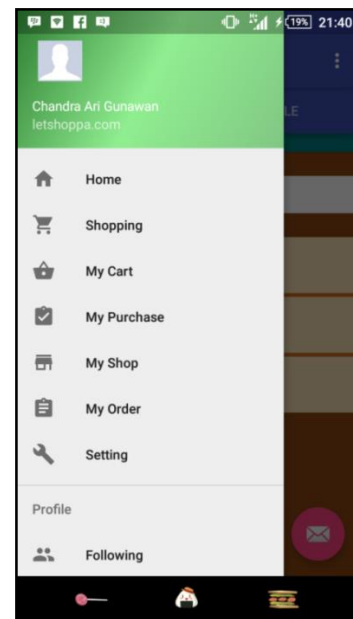 19% 21:40
Chandra Ari Gunawan
letshoppa.com
LE
Home
Shopping
My Cart
My Purchase
My Shop
My Order
Setting
Profile
Following